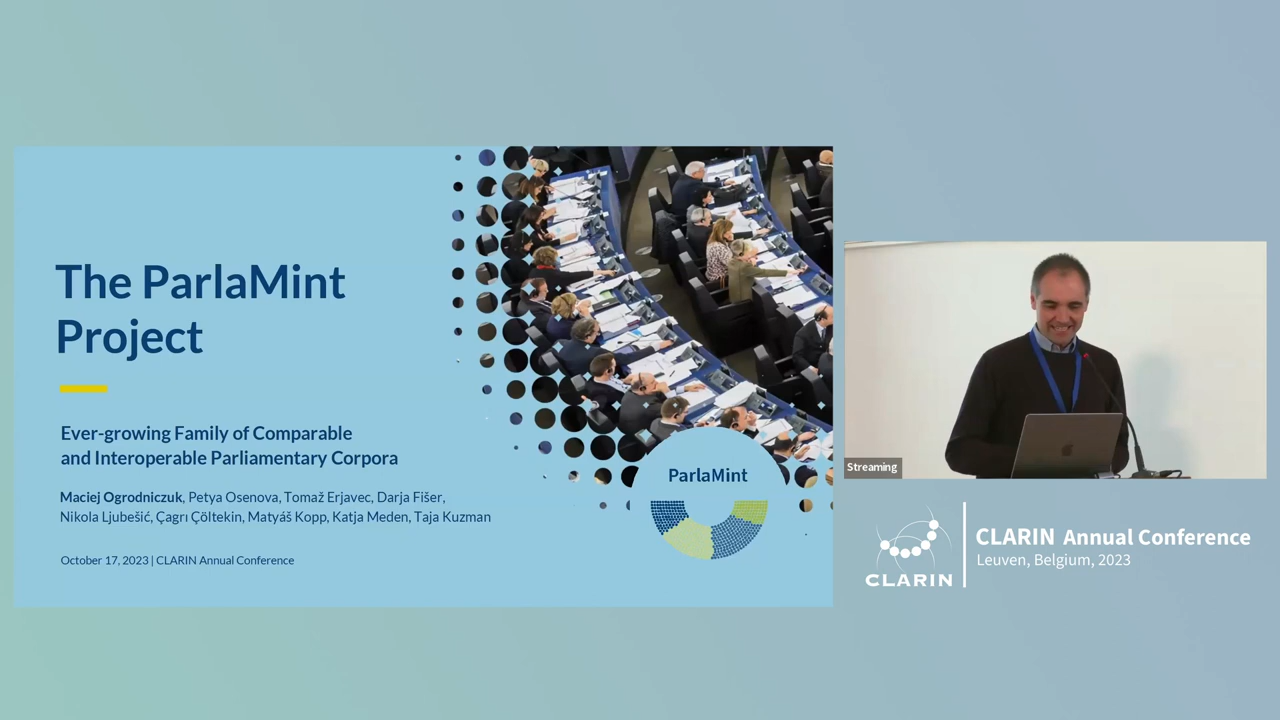 The ParlaMint
Project
Ever-growing Family of Comparable
and Interoperable Parliamentary Corpora
Maciej Ogrodniczuk, Petya Osenova, Tomaž Erjavec, Darja Fišer,
Nikola Ljubešić, Çagrı Çöltekin, Matyáš Kopp, Katja Meden, Taja Kuzman
October 17, 2023 | CLARIN Annual Conference
ParlaMint
Streaming
CLARIN
CLARIN Annual Conference
Leuven, Belgium, 2023